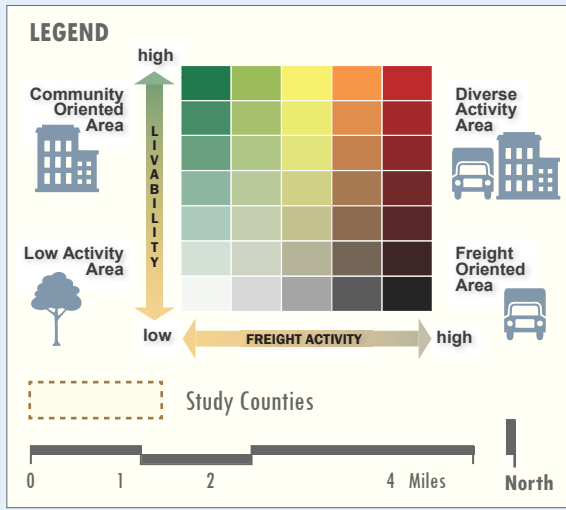 LEGEND
high
Community
Oriented
Area
LIVABILITY
Diverse
Activity
Area
Low Activity
Area
Freight
Oriented
Area
low
FREIGHT ACTIVITY
high
Study Counties
0 1 2 4 Miles
North